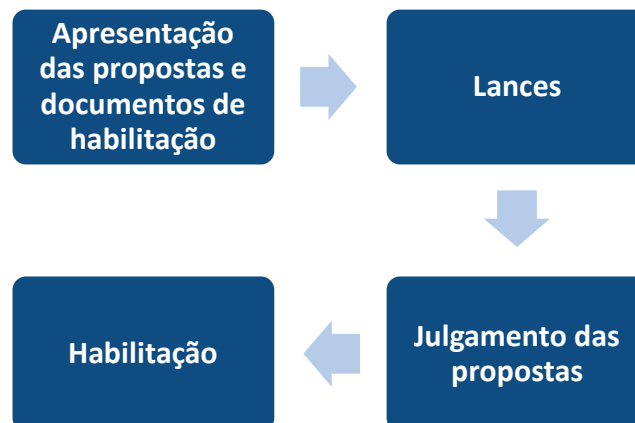 Apresentação
das propostas e
documentos de
habilitação
Lances
Julgamento das
propostas
Habilitação